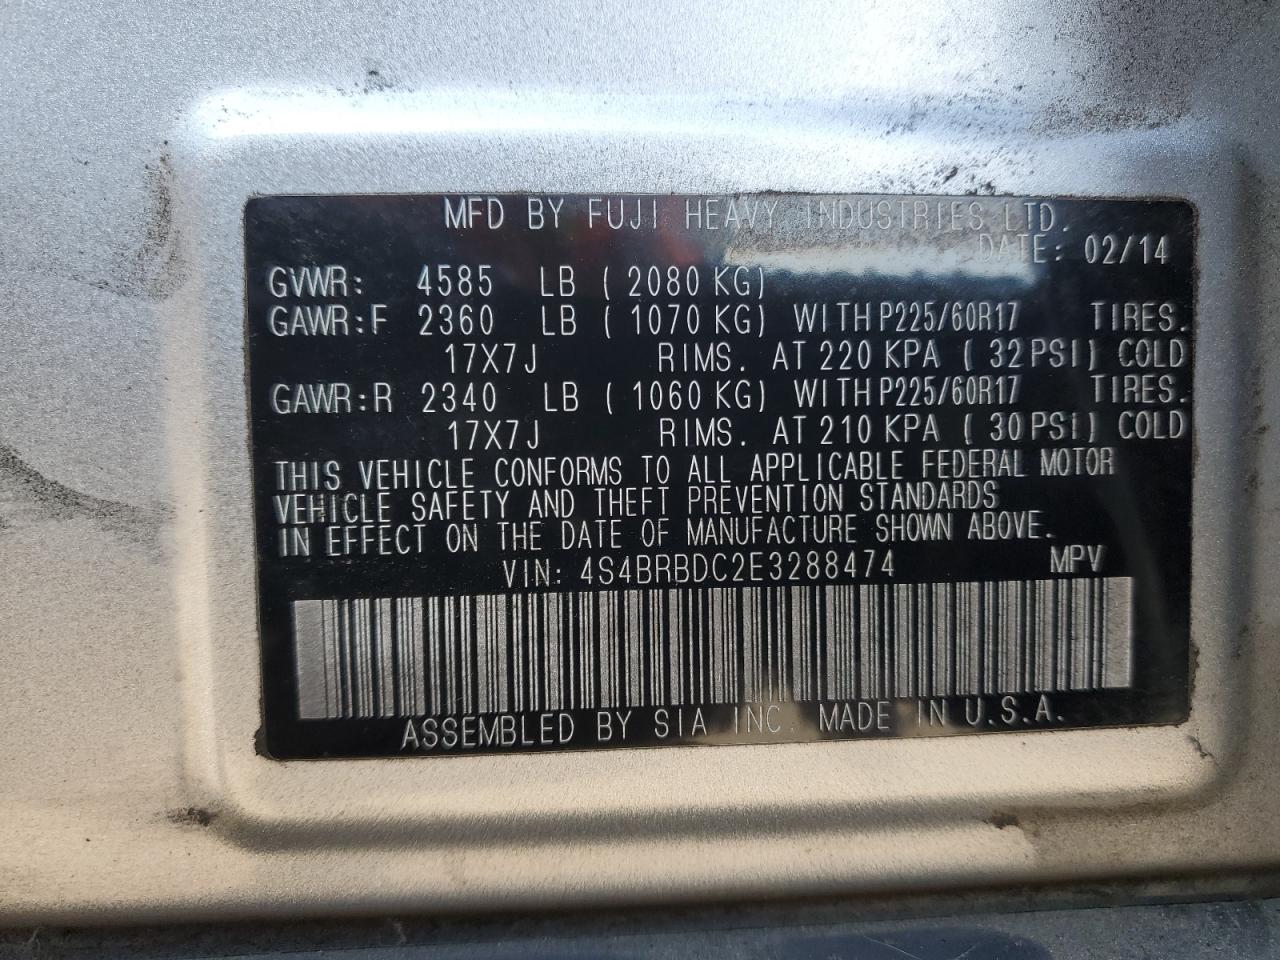 MFD BY FUJI HEAVY INDUSTRIES LTD.
DATE: 02/14
GVWR: 4585 LB ( 2080 KG)
GAWR:F 2360 LB ( 1070 KG) WITH P225/60R17 TIRES.
17X7J RIMS. AT 220 KPA ( 32 PSI) COLD
GAWR:R 2340 LB ( 1060 KG) WITH P225/60R17 TIRES.
17X7J RIMS. AT 210 KPA ( 30 PSI) COLD
THIS VEHICLE CONFORMS TO ALL APPLICABLE FEDERAL MOTOR
VEHICLE SAFETY AND THEFT PREVENTION STANDARDS
IN EFFECT ON THE DATE OF MANUFACTURE SHOWN ABOVE.
VIN: 4S4BRBDC2E3288474 MPV
ASSEMBLED BY SIA INC. MADE IN U.S.A.